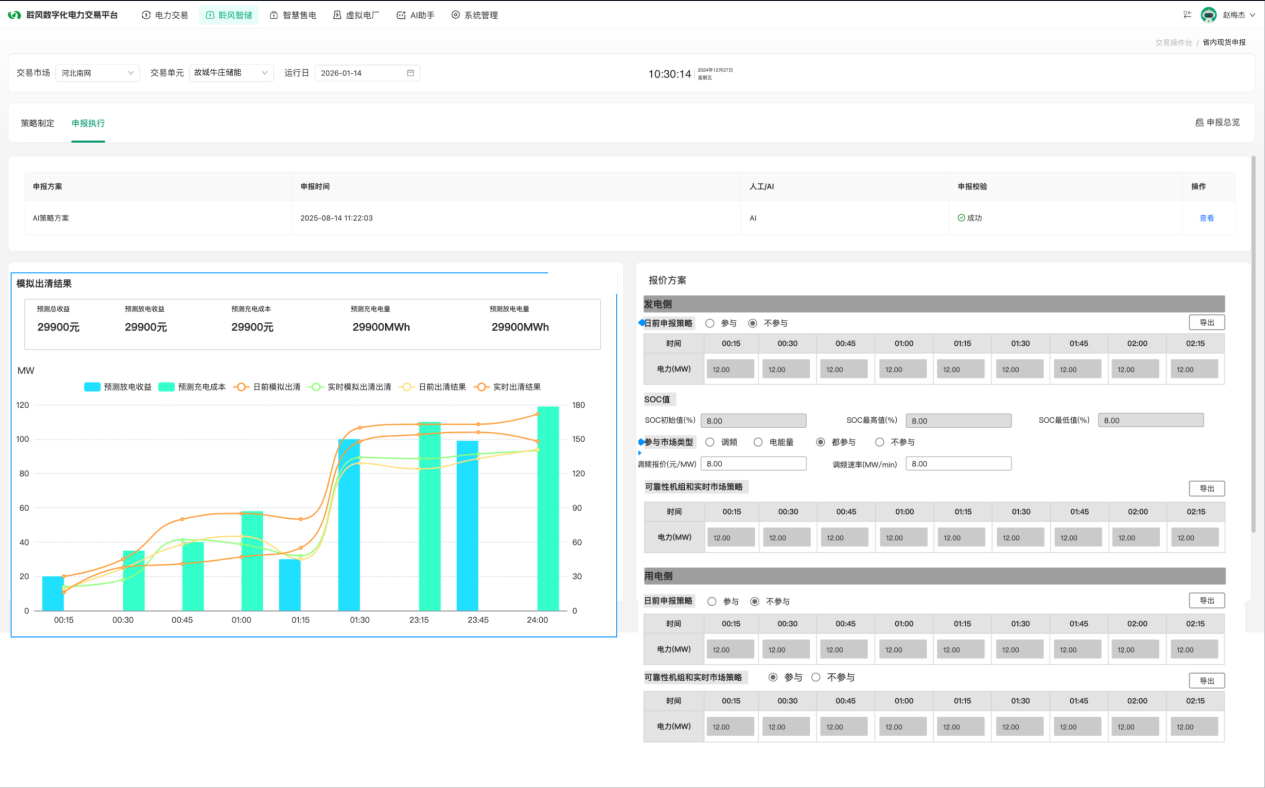 聆风数字化电力交易平台 电力交易 聆风智储 智慧售电 虚拟电厂 AI助手 系统管理 赵梅杰
交易操作台 / 省内现货申报
交易市场 河北南网 交易单元 故城牛庄储能 运行日 2026-01-14 10:30:14 2024年12月27日
星期五
策略制定 申报执行 申报总览
申报方案 申报时间 人工/AI 申报校验 操作
AI策略方案 2025-08-14 11:22:03 AI 成功 查看
模拟出清结果
预测总收益 预测放电收益 预测充电成本 预测充电电量 预测放电电量
29900元 29900元 29900元 29900MWh 29900MWh
MW
预测放电收益 预测充电成本 日前模拟出清 实时模拟出清出清 日前出清结果 实时出清结果
120 180
100 150
80 120
60 90
40 60
20 30
0 0
00:15 00:30 00:45 01:00 01:15 01:30 23:15 23:45 24:00
报价方案
发电侧
日前申报策略 参与 不参与 导出
时间 00:15 00:30 00:45 01:00 01:15 01:30 01:45 02:00 02:15
电力(MW) 12.00 12.00 12.00 12.00 12.00 12.00 12.00 12.00 12.00
SOC值
SOC初始值(%) 8.00 SOC最高值(%) 8.00 SOC最低值(%) 8.00
参与市场类型 调频 电能量 都参与 不参与
调频报价(元/MW) 8.00 调频速率(MW/min) 8.00
可靠性机组和实时市场策略 导出
时间 00:15 00:30 00:45 01:00 01:15 01:30 01:45 02:00 02:15
电力(MW) 12.00 12.00 12.00 12.00 12.00 12.00 12.00 12.00 12.00
用电侧
日前申报策略 参与 不参与 导出
时间 00:15 00:30 00:45 01:00 01:15 01:30 01:45 02:00 02:15
电力(MW) 12.00 12.00 12.00 12.00 12.00 12.00 12.00 12.00 12.00
可靠性机组和实时市场策略 参与 不参与 导出
时间 00:15 00:30 00:45 01:00 01:15 01:30 01:45 02:00 02:15
电力(MW) 12.00 12.00 12.00 12.00 12.00 12.00 12.00 12.00 12.00